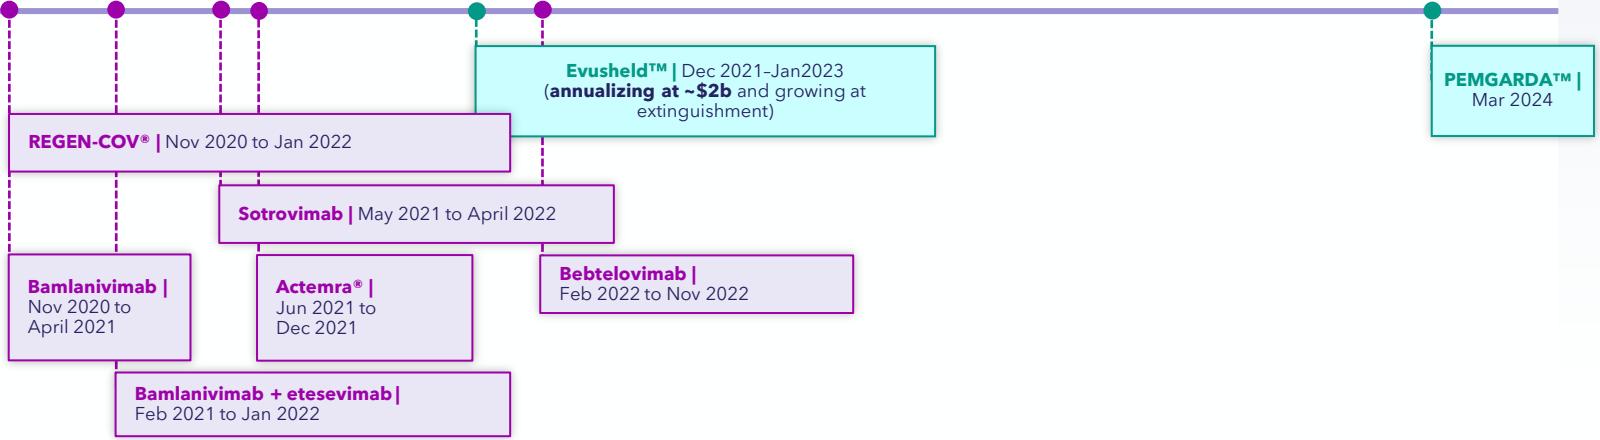 Evusheld™ | Dec 2021–Jan2023
(annualizing at ~$2b and growing at
extinguishment)
PEMGARDA™ |
Mar 2024
REGEN-COV® | Nov 2020 to Jan 2022
Sotrovimab | May 2021 to April 2022
Bamlanivimab |
Nov 2020 to
April 2021
Actemra® |
Jun 2021 to
Dec 2021
Bebtelovimab |
Feb 2022 to Nov 2022
Bamlanivimab + etesevimab |
Feb 2021 to Jan 2022